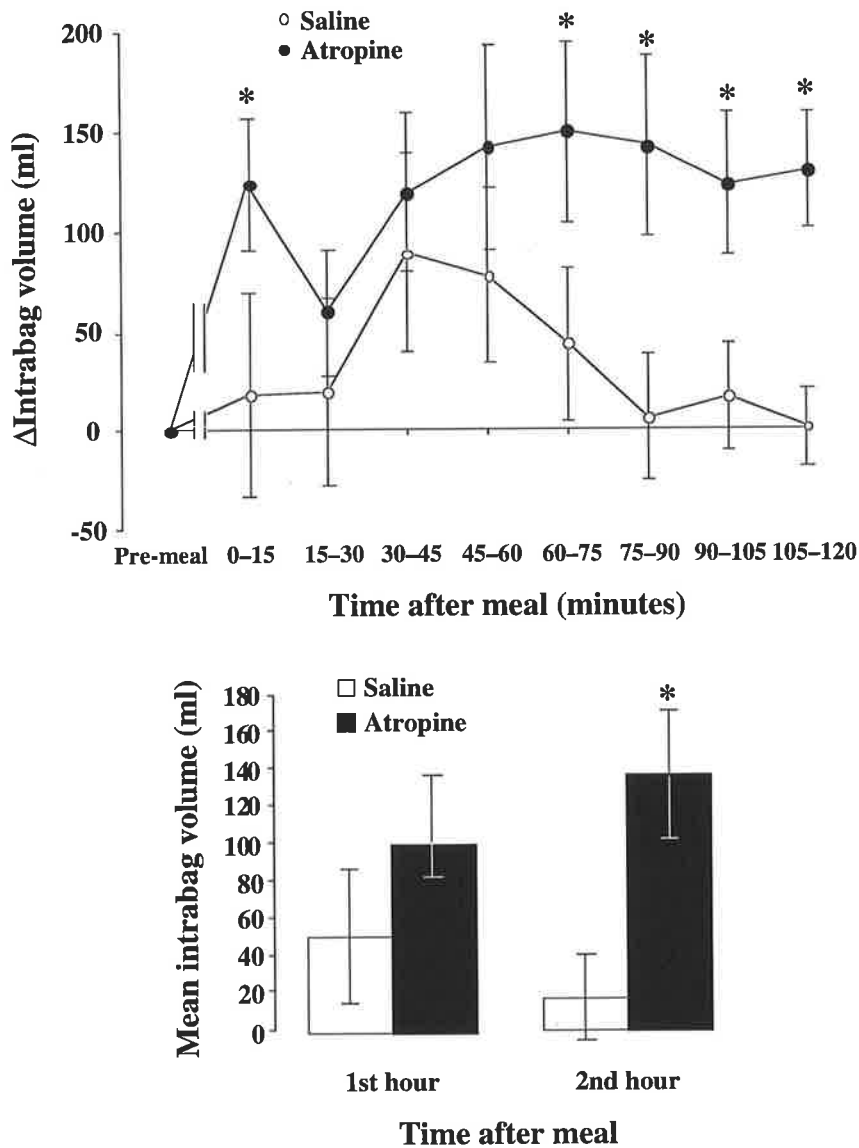 Saline
Atropine
200
150
100
50
0
-50
ΔIntrabag volume (ml)
*
*
*
*
*
Pre-meal 0–15 15–30 30–45 45–60 60–75 75–90 90–105 105–120
Time after meal (minutes)
Saline
Atropine
180
160
140
120
100
80
60
40
20
0
Mean intrabag volume (ml)
*
1st hour 2nd hour
Time after meal